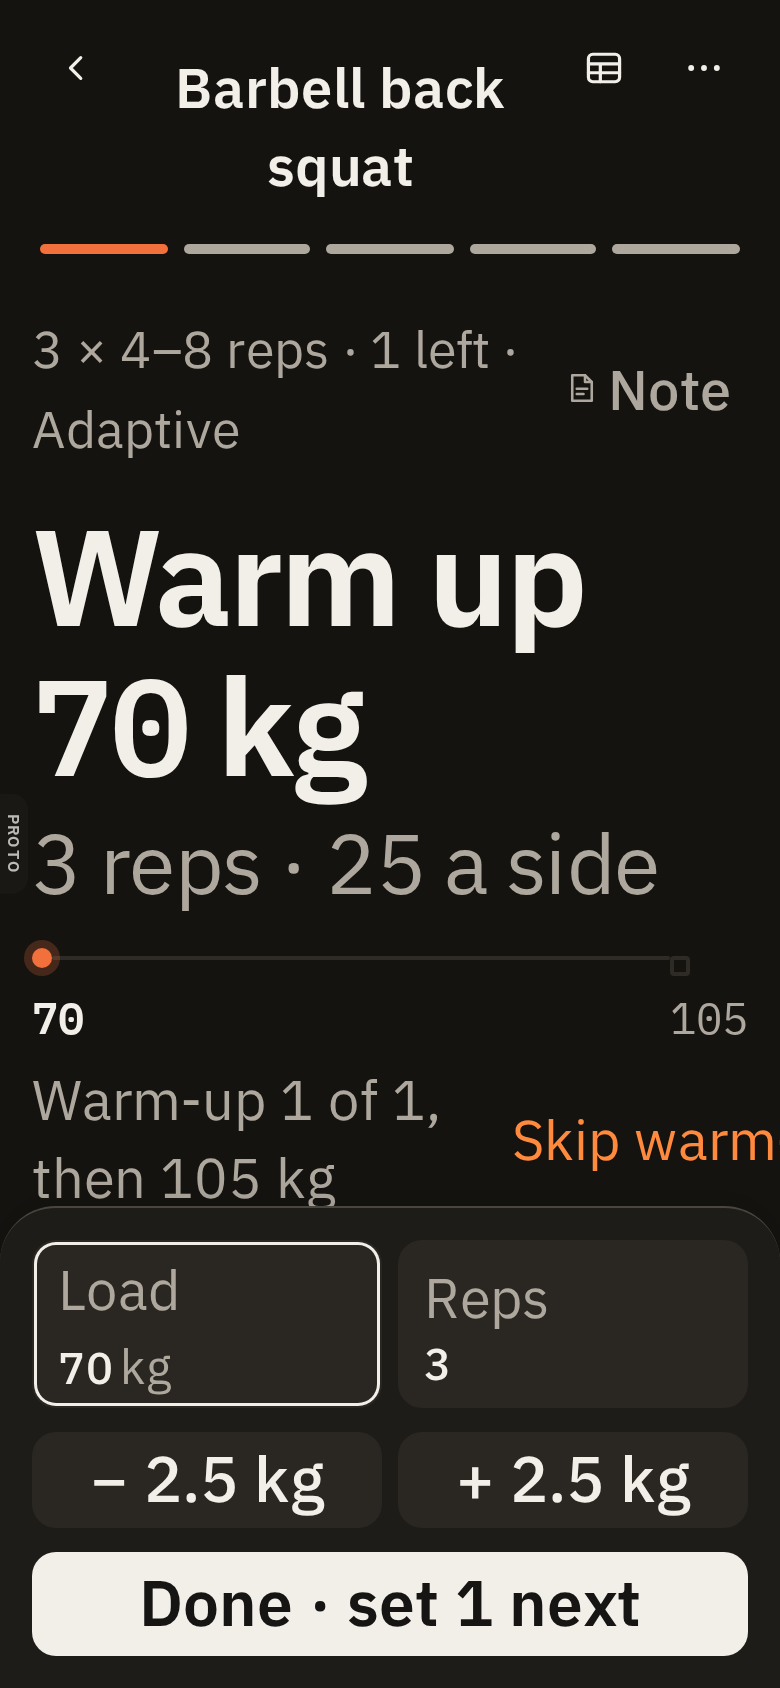 Barbell back
squat
3 × 4–8 reps · 1 left ·
Adaptive
Note
Warm up
70 kg
PROTO
3 reps · 25 a side
70
105
Warm-up 1 of 1,
then 105 kg
Skip warm
Load
70 kg
Reps
3
− 2.5 kg
+ 2.5 kg
Done · set 1 next